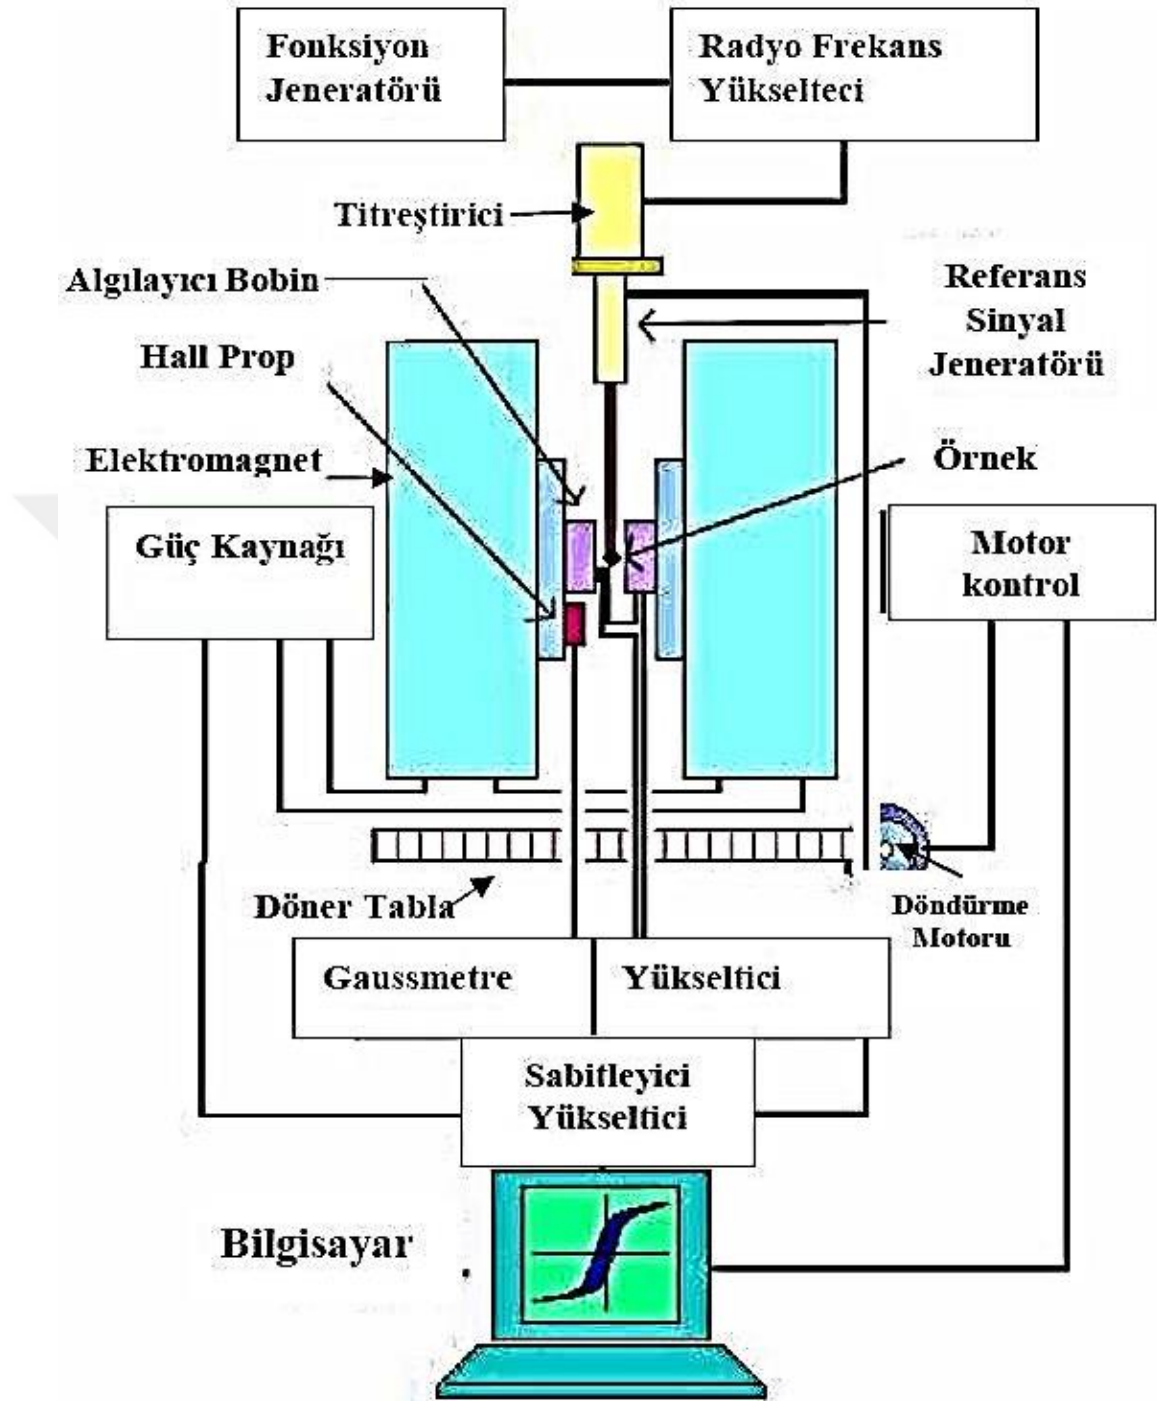 Fonksiyon
Jeneratörü
Radyo Frekans
Yükselteci
Titreştirici
Algılayıcı Bobin
Referans
Sinyal
Jeneratörü
Hall Prop
Elektromagnet
Örnek
Güç Kaynağı
Motor
kontrol
Döner Tabla
Döndürme
Motoru
Gaussmetre
Yükseltici
Sabitleyici
Yükseltici
Bilgisayar